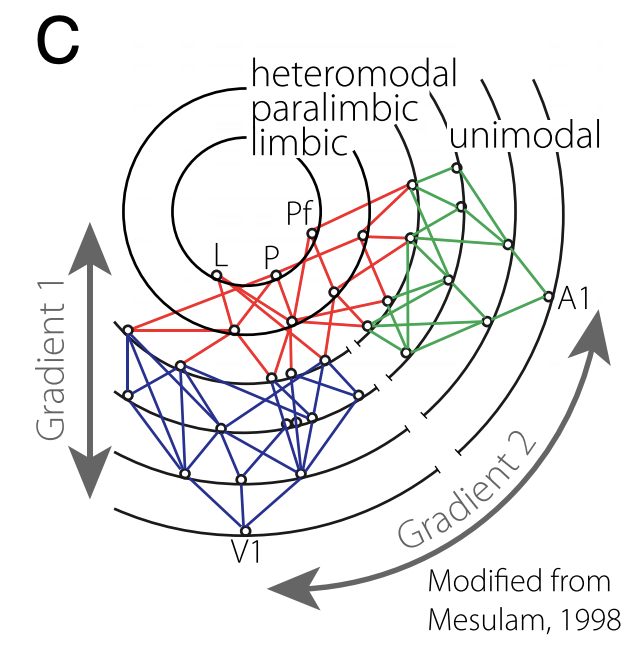 C
heteromodal
paralimbic
limbic
unimodal
Pf
L
P
A1
Gradient 1
Gradient 2
V1
Modified from
Mesulam, 1998